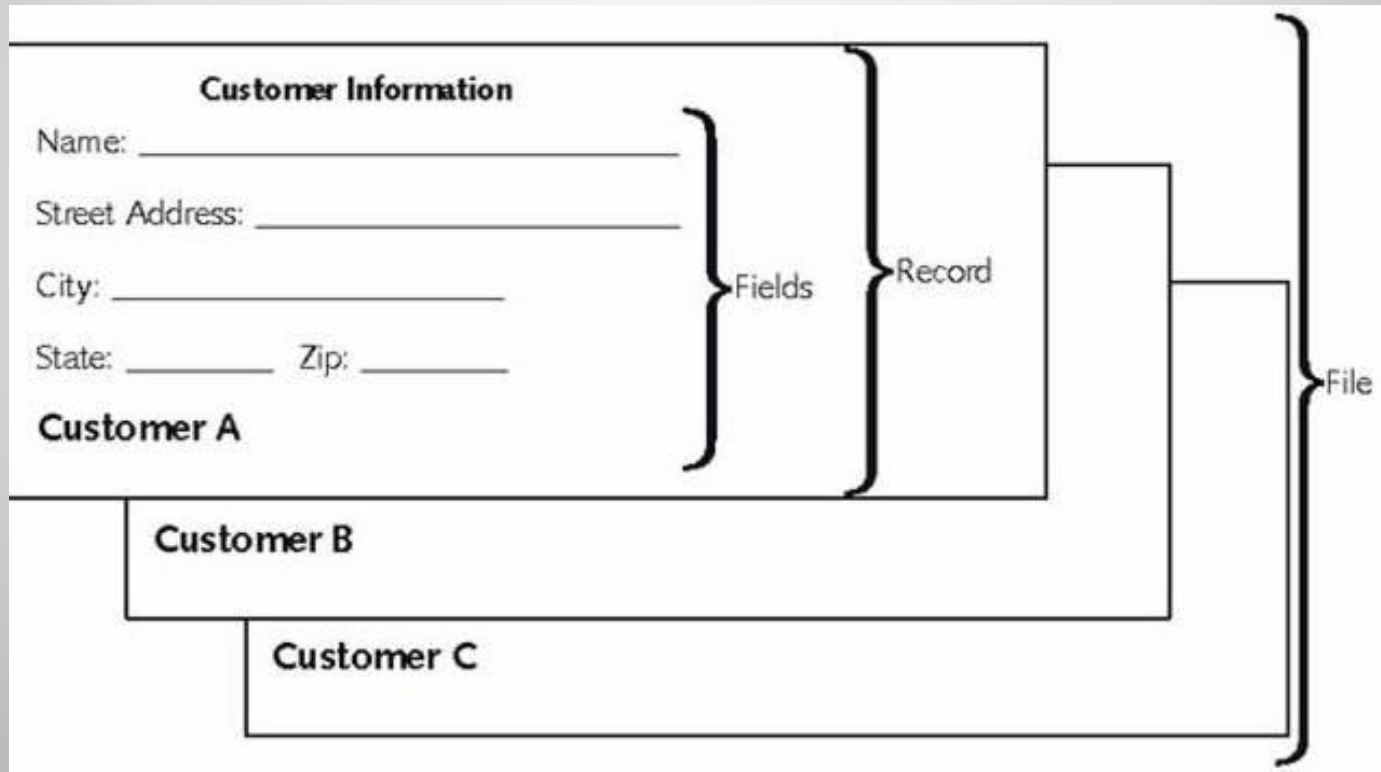 Customer Information
Name:
Street Address:
City:
State: Zip:
Customer A
Fields
Record
Customer B
Customer C
File